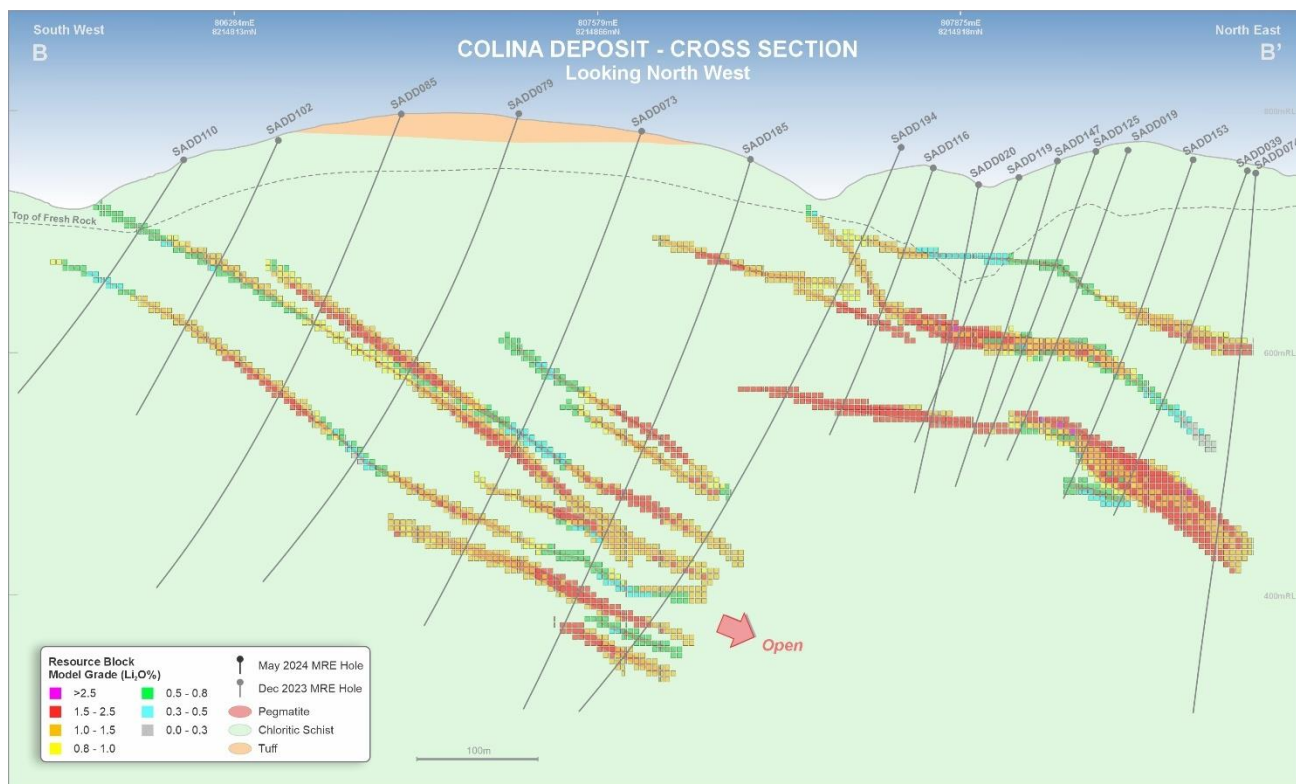 806284mE
8214813mN
807579mE
8214866mN
807875mE
8214918mN
South West
North East
B
B'
COLINA DEPOSIT - CROSS SECTION
Looking North West
SADD110
SADD102
SADD085
SADD079
SADD073
SADD185
SADD194
SADD116
SADD020
SADD119
SADD147
SADD125
SADD019
SADD153
SADD039
SADD074
800mRL
Top of Fresh Rock
600mRL
400mRL
Open
Resource Block
Model Grade (Li₂O%)
>2.5
1.5 - 2.5
1.0 - 1.5
0.8 - 1.0
0.5 - 0.8
0.3 - 0.5
0.0 - 0.3
May 2024 MRE Hole
Dec 2023 MRE Hole
Pegmatite
Chloritic Schist
Tuff
100m